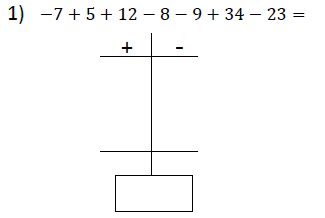 1) −7 + 5 + 12 − 8 − 9 + 34 − 23 =
+ -